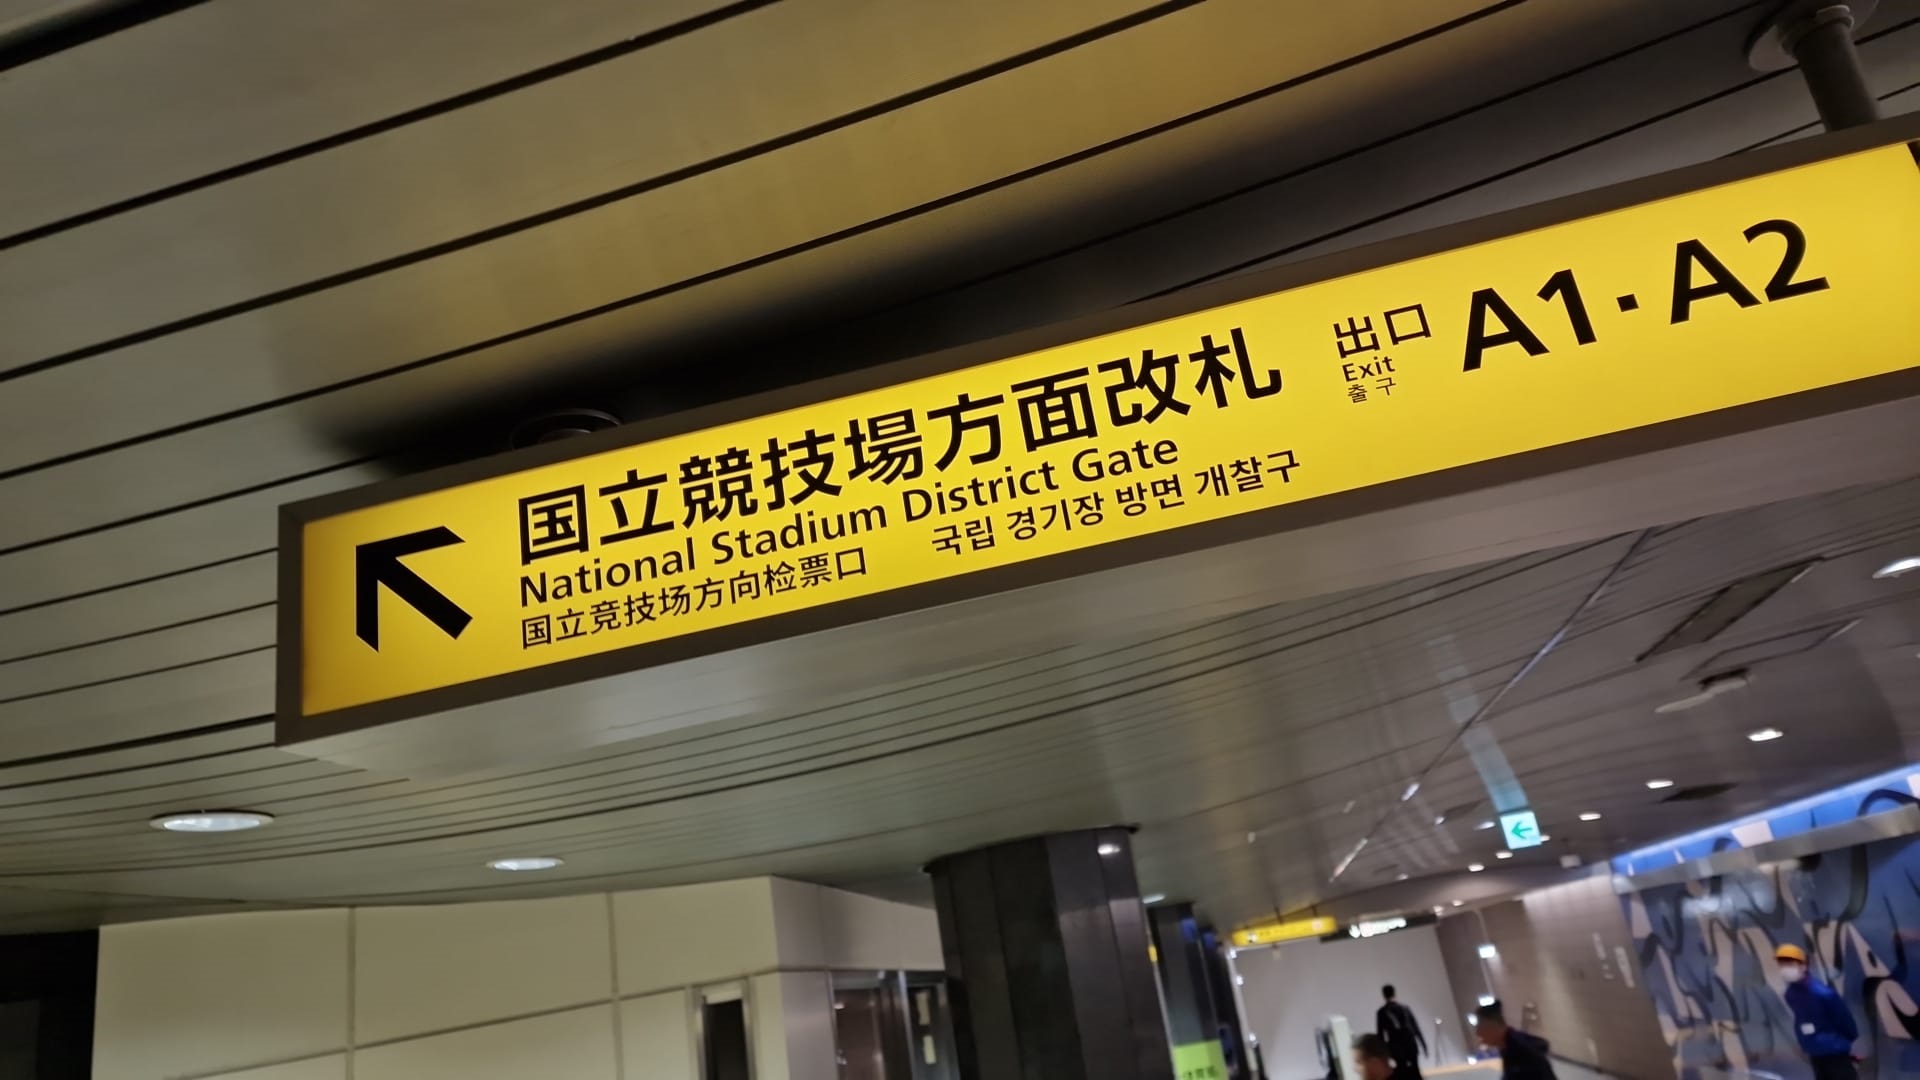 国立競技場方面改札
National Stadium District Gate
国立竞技场方向检票口 국립 경기장 방면 개찰구
出口
Exit
출구
A1・A2